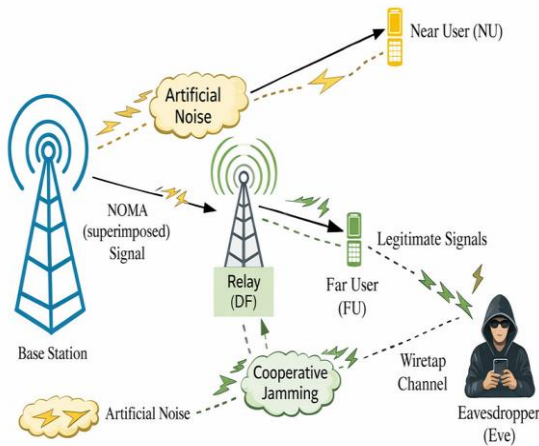 Near User (NU)
Artificial
Noise
NOMA
(superimposed)
Signal
Relay
(DF)
Far User
(FU)
Legitimate Signals
Base Station
Cooperative
Jamming
Wiretap
Channel
Artificial Noise
Eavesdropper
(Eve)